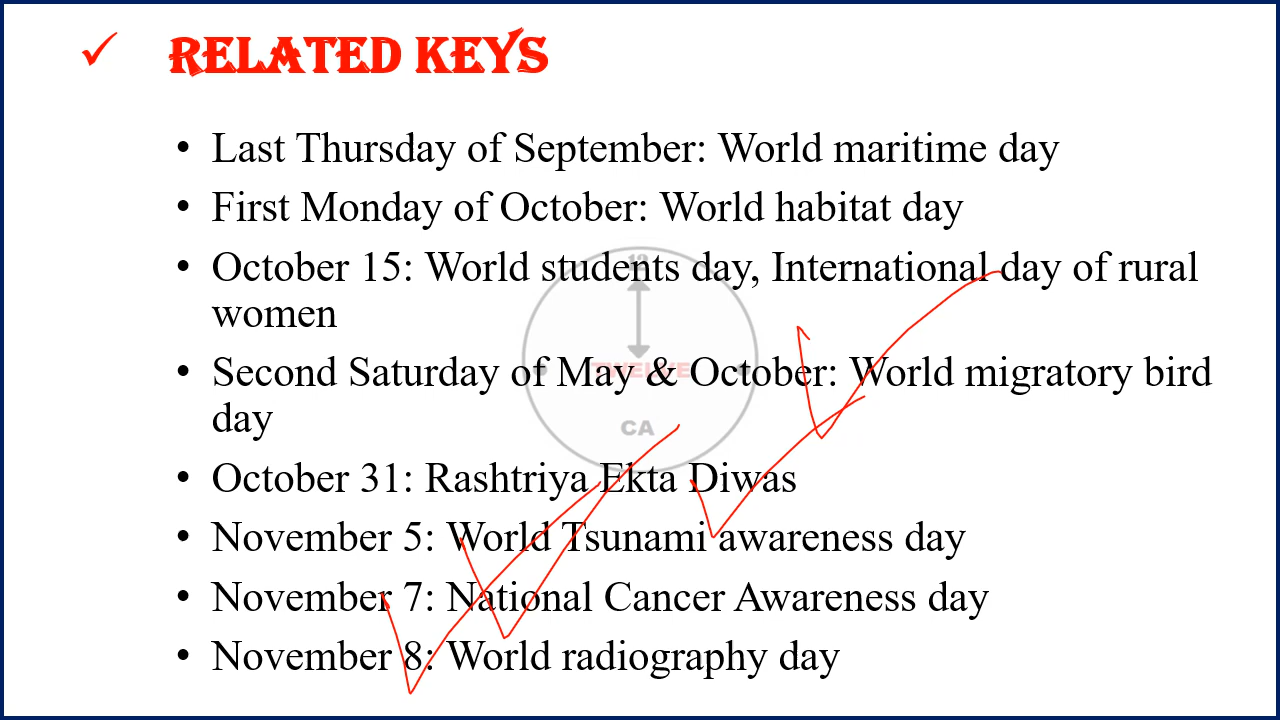 ✓ RELATED KEYS
• Last Thursday of September: World maritime day
• First Monday of October: World habitat day
• October 15: World students day, International day of rural
women
• Second Saturday of May & October: World migratory bird
day
• October 31: Rashtriya Ekta Diwas
• November 5: World Tsunami awareness day
• November 7: National Cancer Awareness day
• November 8: World radiography day
12
TWELVE
CA